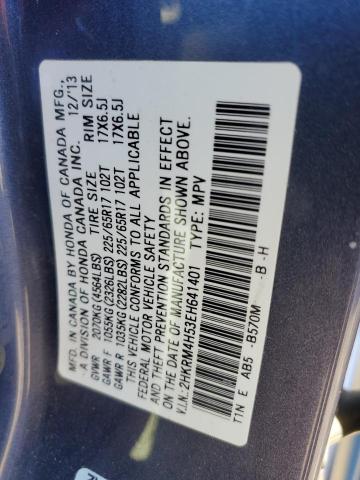 MFD. IN CANADA BY HONDA OF CANADA MFG.,
A DIVISION OF HONDA CANADA INC. 12/'13
GVWR 2070KG(4564LBS) TIRE SIZE RIM SIZE
GAWR F 1055KG(2326LBS) 225/65R17 102T 17X6.5J
GAWR R 1035KG(2282LBS) 225/65R17 102T 17X6.5J
THIS VEHICLE CONFORMS TO ALL APPLICABLE
FEDERAL MOTOR VEHICLE SAFETY
AND THEFT PREVENTION STANDARDS IN EFFECT
ON THE DATE OF MANUFACTURE SHOWN ABOVE.
V.I.N.:2HKRM4H53EH641401 TYPE: MPV
T1N E AB5 -B570M -B -H